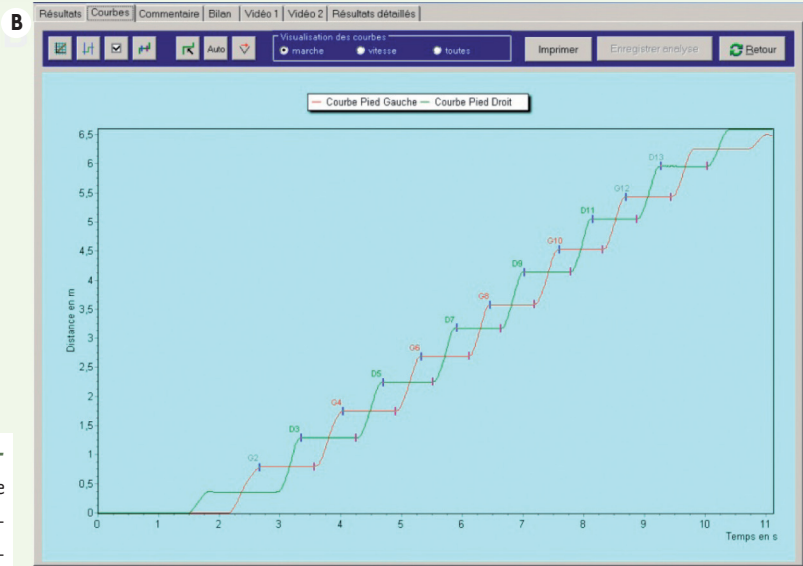 B
Résultats Courbes Commentaire Bilan Vidéo 1 Vidéo 2 Résultats détaillés
Visualisation des courbes
Auto marche vitesse toutes Imprimer Enregistrer analyse Retour
Courbe Pied Gauche Courbe Pied Droit
6,5
6
5,5
5
4,5
4
3,5
3
2,5
2
1,5
1
0,5
0
Distance en m
G2
D3
G4
D5
G6
D7
G8
D9
G10
D11
G12
D13
0 1 2 3 4 5 6 7 8 9 10 11
Temps en s
e